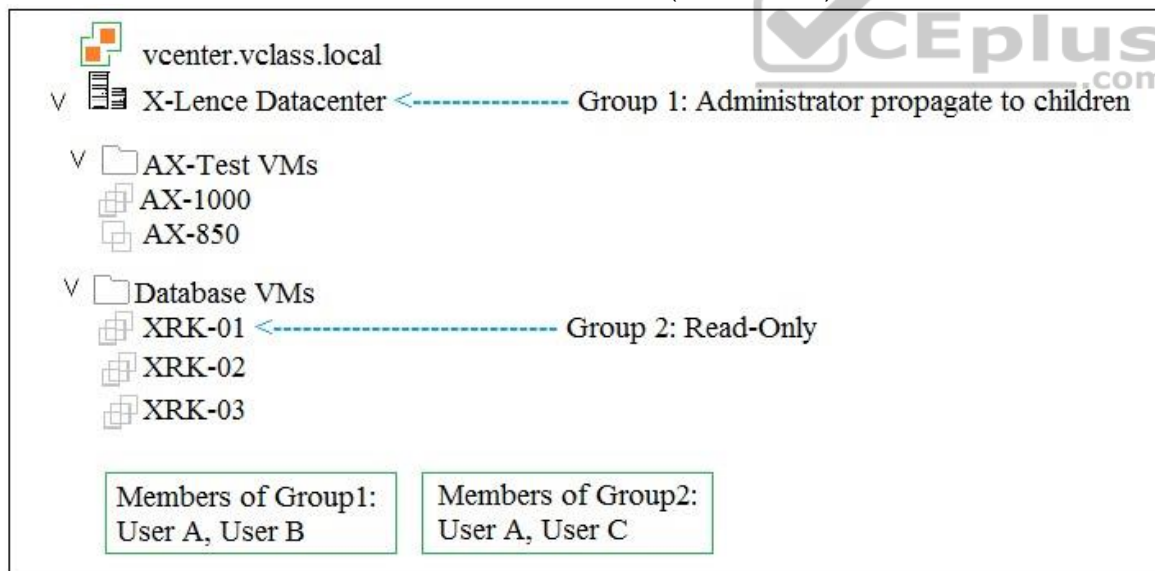 CEplus
.com
vcenter.vclass.local
X-Lence Datacenter
Group 1: Administrator propagate to children
AX-Test VMs
AX-1000
AX-850
Database VMs
XRK-01
Group 2: Read-Only
XRK-02
XRK-03
Members of Group1:
User A, User B
Members of Group2:
User A, User C